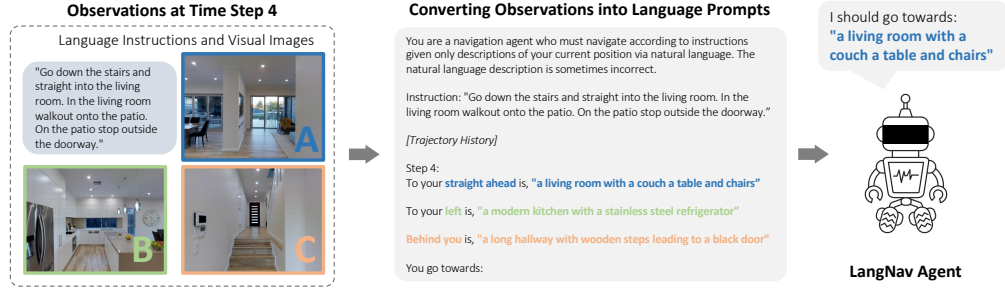 Observations at Time Step 4
Language Instructions and Visual Images
"Go down the stairs and
straight into the living
room. In the living room
walkout onto the patio.
On the patio stop outside
the doorway."
A
B
C
Converting Observations into Language Prompts
You are a navigation agent who must navigate according to instructions
given only descriptions of your current position via natural language. The
natural language description is sometimes incorrect.
Instruction: "Go down the stairs and straight into the living room. In the
living room walkout onto the patio. On the patio stop outside the doorway."
[Trajectory History]
Step 4:
To your straight ahead is, "a living room with a couch a table and chairs"
To your left is, "a modern kitchen with a stainless steel refrigerator"
Behind you is, "a long hallway with wooden steps leading to a black door"
You go towards:
I should go towards:
"a living room with a
couch a table and chairs"
LangNav Agent